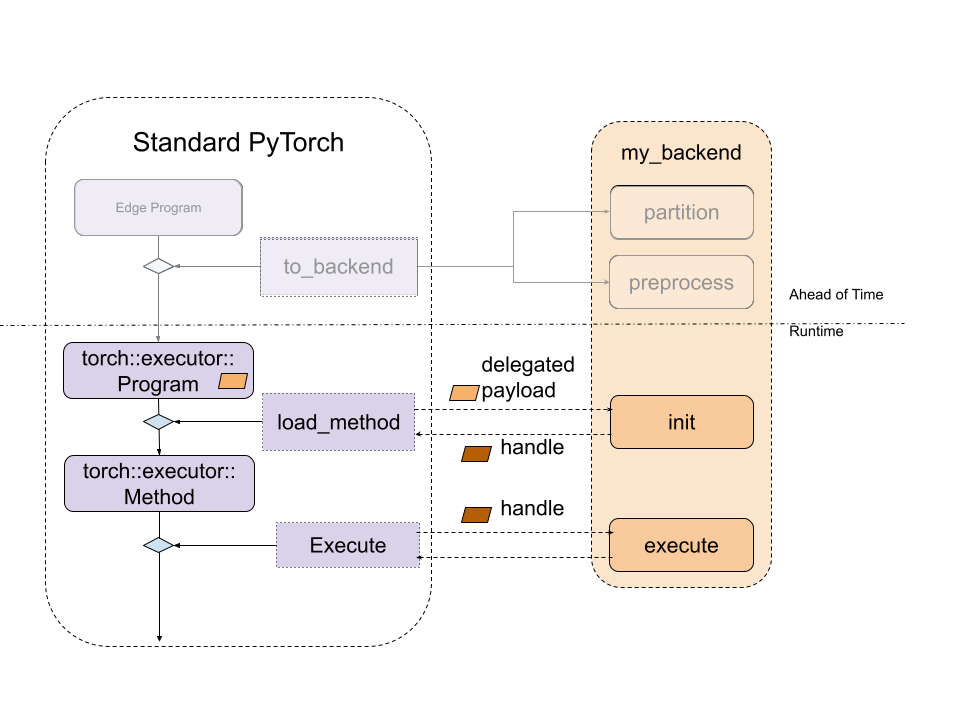 Standard PyTorch
my_backend
Edge Program
partition
to_backend
preprocess
Ahead of Time
Runtime
torch::executor::
Program
delegated
payload
load_method
init
handle
torch::executor::
Method
handle
Execute
execute